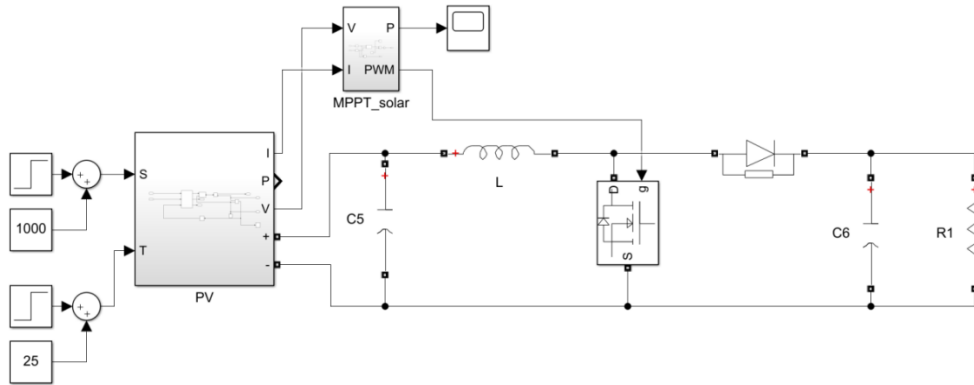 V
P
I
PWM
MPPT_solar
S
T
I
P
V
+
-
PV
1000
25
+
+
+
+
+
C5
+
L
D
g
S
+
C6
+
R1